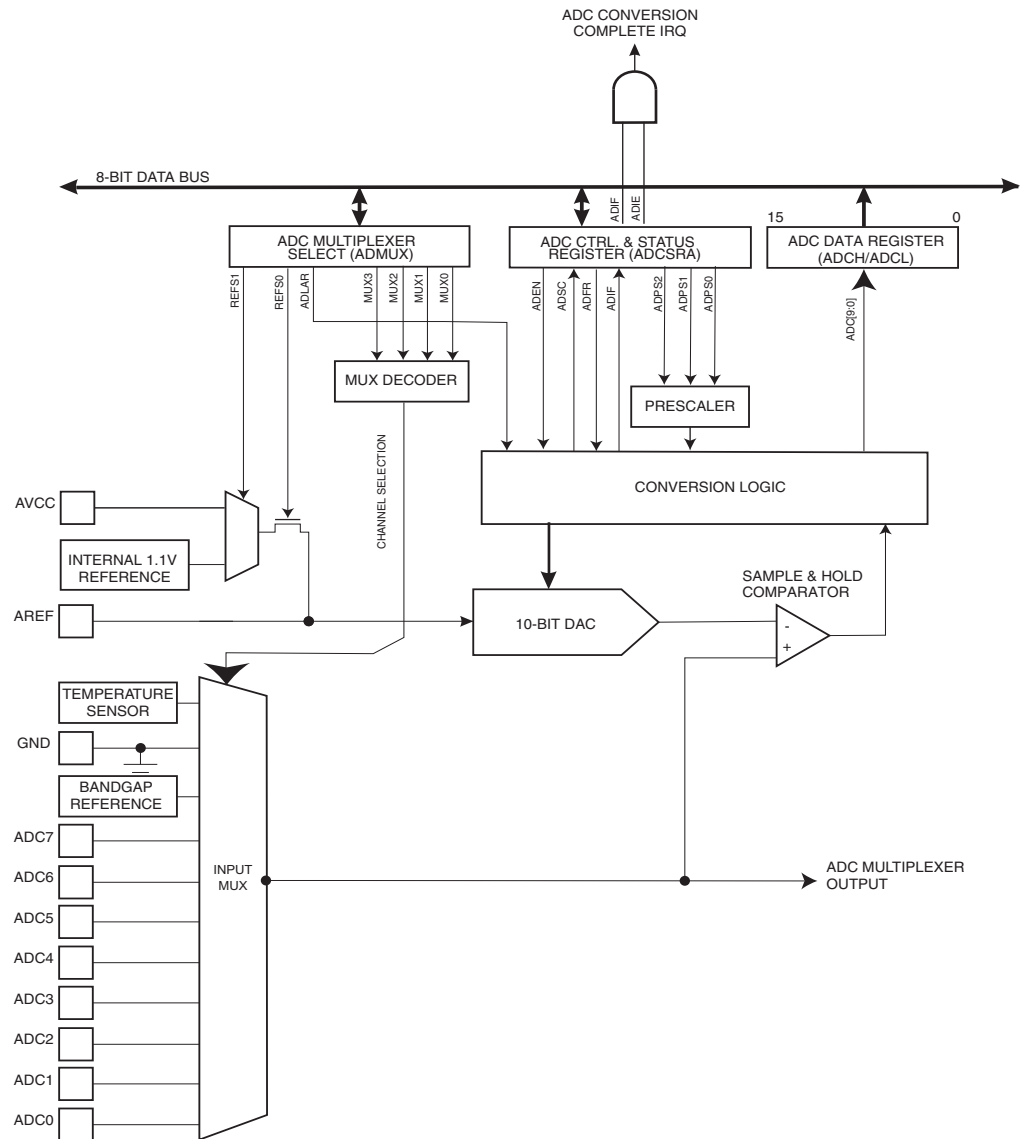 ADC CONVERSION
COMPLETE IRQ
8-BIT DATA BUS
ADIF
ADIE
15
0
ADC MULTIPLEXER
SELECT (ADMUX)
ADC CTRL. & STATUS
REGISTER (ADCSRA)
ADC DATA REGISTER
(ADCH/ADCL)
REFS1
REFS0
ADLAR
MUX3
MUX2
MUX1
MUX0
ADEN
ADSC
ADFR
ADIF
ADPS2
ADPS1
ADPS0
ADC[9:0]
MUX DECODER
PRESCALER
CHANNEL SELECTION
CONVERSION LOGIC
AVCC
INTERNAL 1.1V
REFERENCE
SAMPLE & HOLD
COMPARATOR
AREF
10-BIT DAC
-
+
TEMPERATURE
SENSOR
GND
BANDGAP
REFERENCE
ADC7
ADC6
ADC5
ADC4
ADC3
ADC2
ADC1
ADC0
INPUT
MUX
ADC MULTIPLEXER
OUTPUT